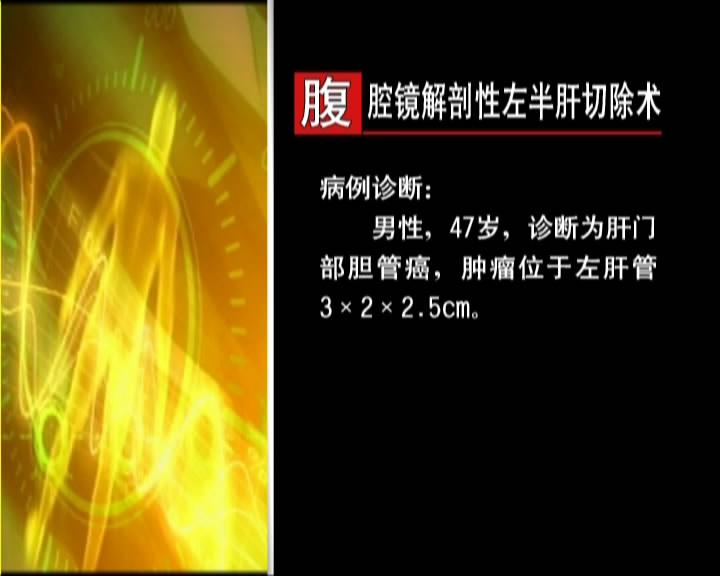 腹腔镜解剖性左半肝切除术
病例诊断：
男性，47岁，诊断为肝门
部胆管癌，肿瘤位于左肝管
3×2×2.5cm。